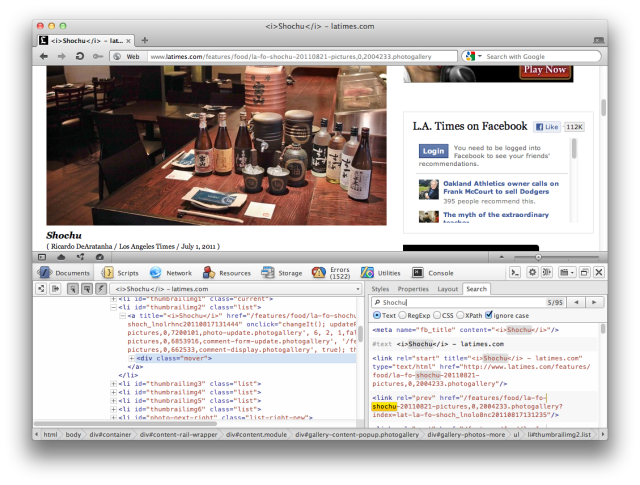 <i>Shochu</i> – latimes.com
<i>Shochu</i> – lat...
Web www.latimes.com/features/food/la-fo-shochu-20110821-pictures,0,2004233.photogallery
Search with Google
Play Now
L.A. Times on Facebook
Like 112K
Login
You need to be logged into
Facebook to see your friends'
recommendations.
Oakland Athletics owner calls on
Frank McCourt to sell Dodgers
395 people recommend this.
The myth of the extraordinary
teacher
Shochu
( Ricardo DeAratanha / Los Angeles Times / July 1, 2011 )
Documents Scripts Network Resources Storage Errors (1522) Utilities Console
<i>Shochu</i> – latimes.com
Styles Properties Layout Search
<li id="thumbrailimg1" class="current">
<li id="thumbrailimg2" class="list">
<a title="<i>Shochu</i>" href="/features/food/la-fo-shochu-
pictures,0,7200101,photo-update.photogallery', 6, 2, 1,fal
pictures,0,6853916,comment-form-update.photogallery', '/fe
pictures,0,662533,comment-display.photogallery', true); th
<div class="mover">
</a>
</li>
<li id="thumbrailimg3" class="list">
<li id="thumbrailimg4" class="list">
<li id="thumbrailimg5" class="list">
<li id="thumbrailimg6" class="list">
<li id="photo-next-right" class="list-right-new">
Shochu 5/95
Text RegExp CSS XPath ignore case
<meta name="fb_title" content="<i>Shochu</i>"/>
#text <i>Shochu</i> – latimes.com
<link rel="start" title="<i>Shochu</i> – latimes.com"
type="text/html" href="http://www.latimes.com/features/
food/la-fo-shochu-20110821-
pictures,0,2004233.photogallery"/>
<link rel="prev" href="/features/food/la-fo-
shochu-20110821-pictures,0,2004233.photogallery?
html body div#container div#content-rail-wrapper div#content.module div#gallery-content-popup.photogallery div#gallery-photos-more ul li#thumbrailimg2.list